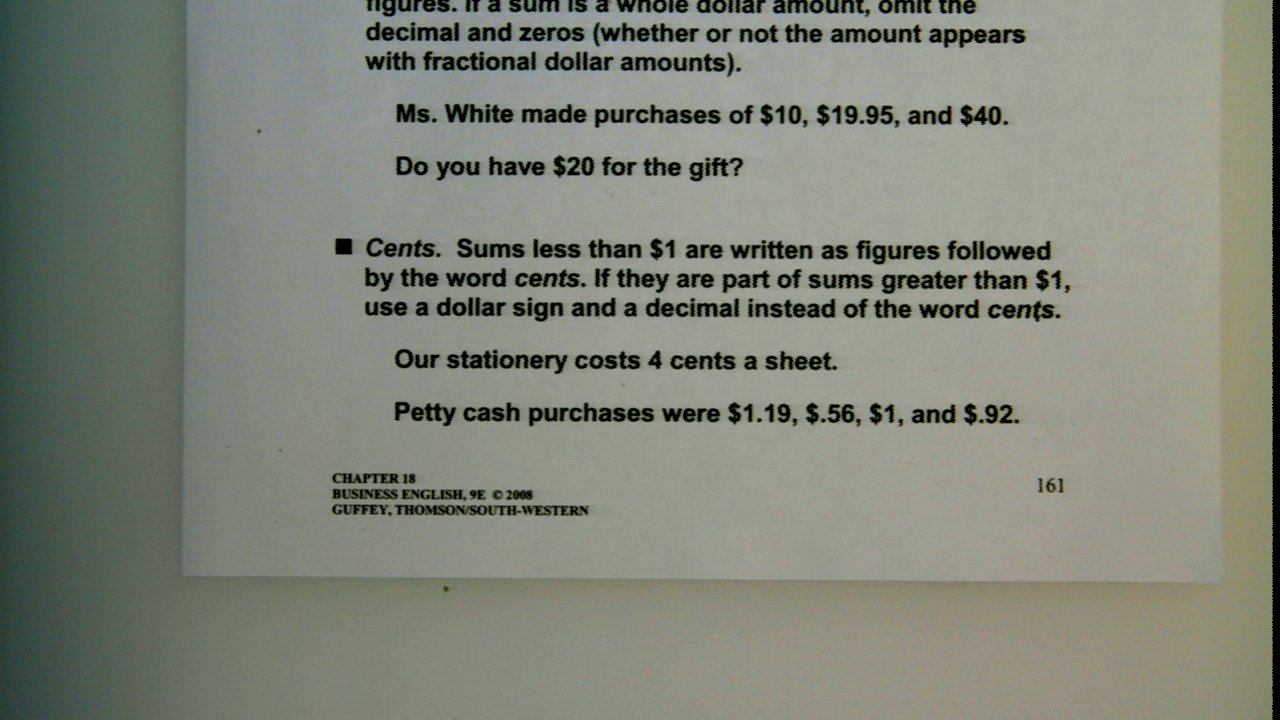 figures. If a sum is a whole dollar amount, omit the
decimal and zeros (whether or not the amount appears
with fractional dollar amounts).
Ms. White made purchases of $10, $19.95, and $40.
Do you have $20 for the gift?
■ Cents. Sums less than $1 are written as figures followed
by the word cents. If they are part of sums greater than $1,
use a dollar sign and a decimal instead of the word cents.
Our stationery costs 4 cents a sheet.
Petty cash purchases were $1.19, $.56, $1, and $.92.
CHAPTER 18
BUSINESS ENGLISH, 9E © 2008
GUFFEY, THOMSON/SOUTH-WESTERN
161